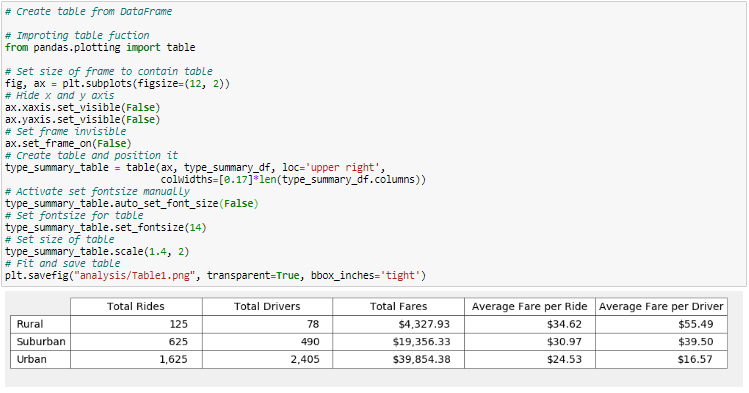 # Create table from DataFrame
# Improting table fuction
from pandas.plotting import table
# Set size of frame to contain table
fig, ax = plt.subplots(figsize=(12, 2))
# Hide x and y axis
ax.xaxis.set_visible(False)
ax.yaxis.set_visible(False)
# Set frame invisible
ax.set_frame_on(False)
# Create table and position it
type_summary_table = table(ax, type_summary_df, loc='upper right',
colWidths=[0.17]*len(type_summary_df.columns))
# Activate set fontsize manually
type_summary_table.auto_set_font_size(False)
# Set fontsize for table
type_summary_table.set_fontsize(14)
# Set size of table
type_summary_table.scale(1.4, 2)
# Fit and save table
plt.savefig("analysis/Table1.png", transparent=True, bbox_inches='tight')
Total Rides Total Drivers Total Fares Average Fare per Ride Average Fare per Driver
Rural 125 78 $4,327.93 $34.62 $55.49
Suburban 625 490 $19,356.33 $30.97 $39.50
Urban 1,625 2,405 $39,854.38 $24.53 $16.57